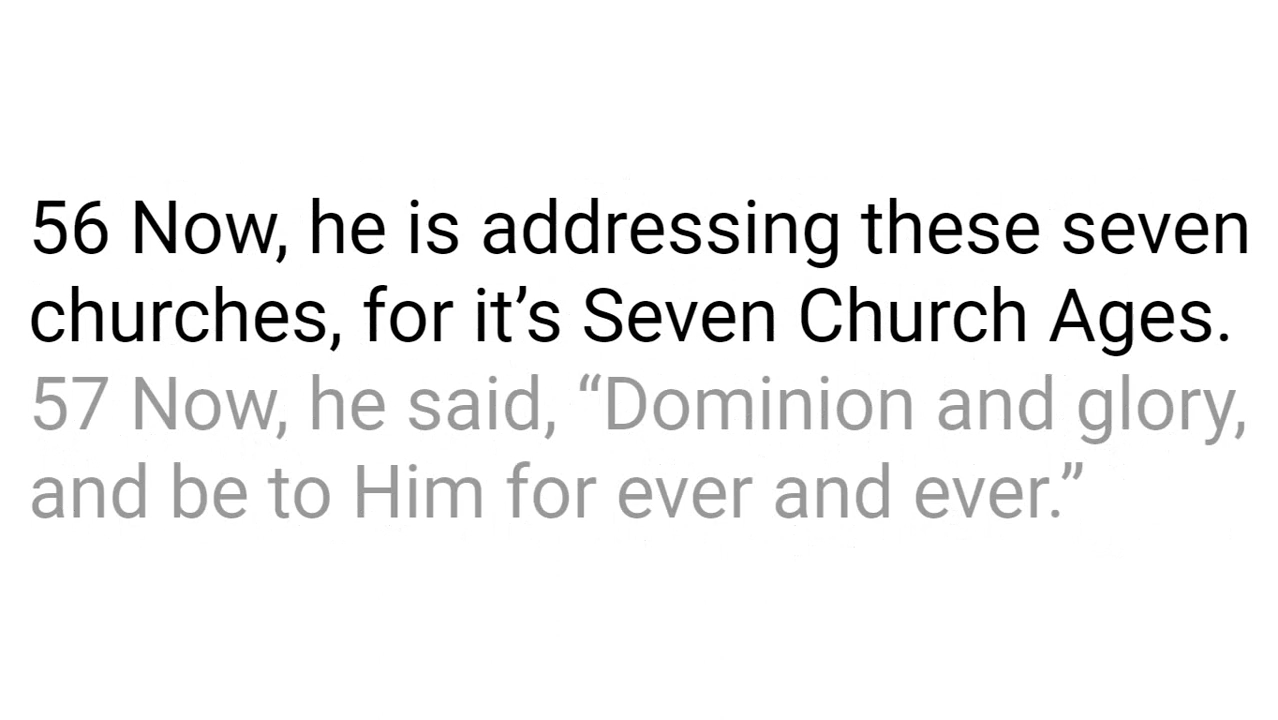 56 Now, he is addressing these seven
churches, for it’s Seven Church Ages.
57 Now, he said, “Dominion and glory,
and be to Him for ever and ever.”